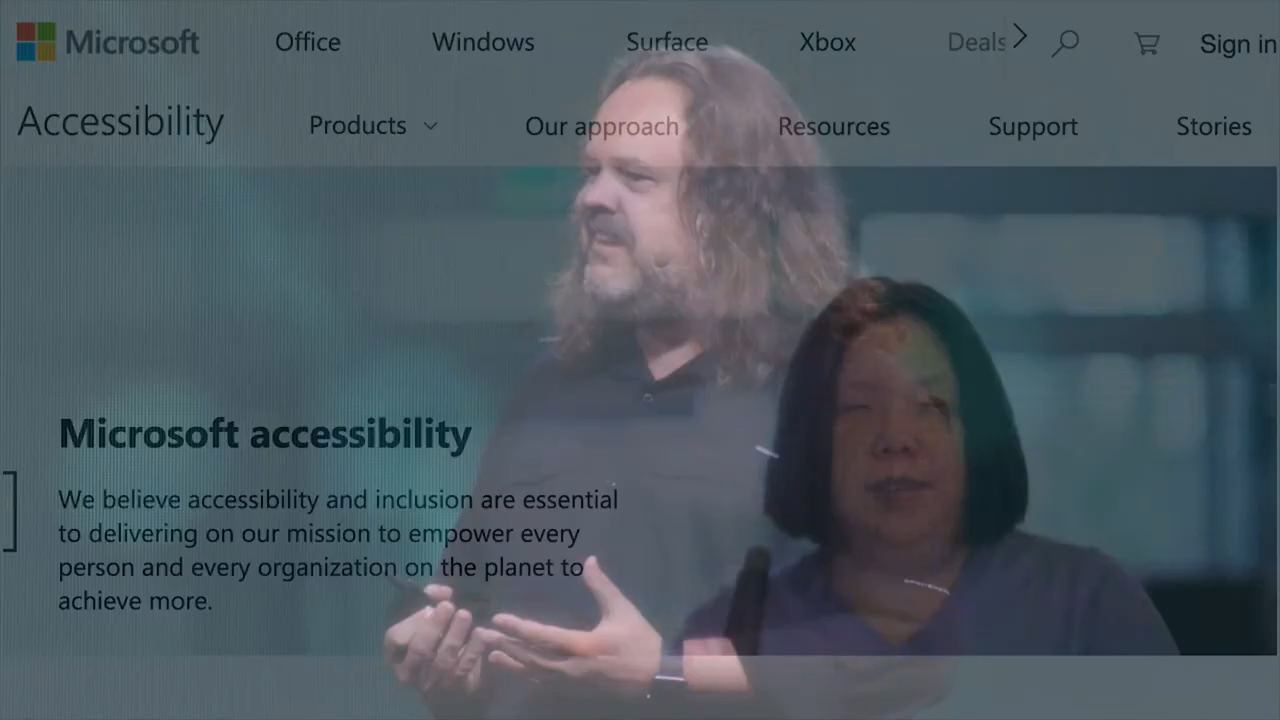 Microsoft Office Windows Surface Xbox Deals Sign in
Accessibility Products Our approach Resources Support Stories
Microsoft accessibility
We believe accessibility and inclusion are essential
to delivering on our mission to empower every
person and every organization on the planet to
achieve more.